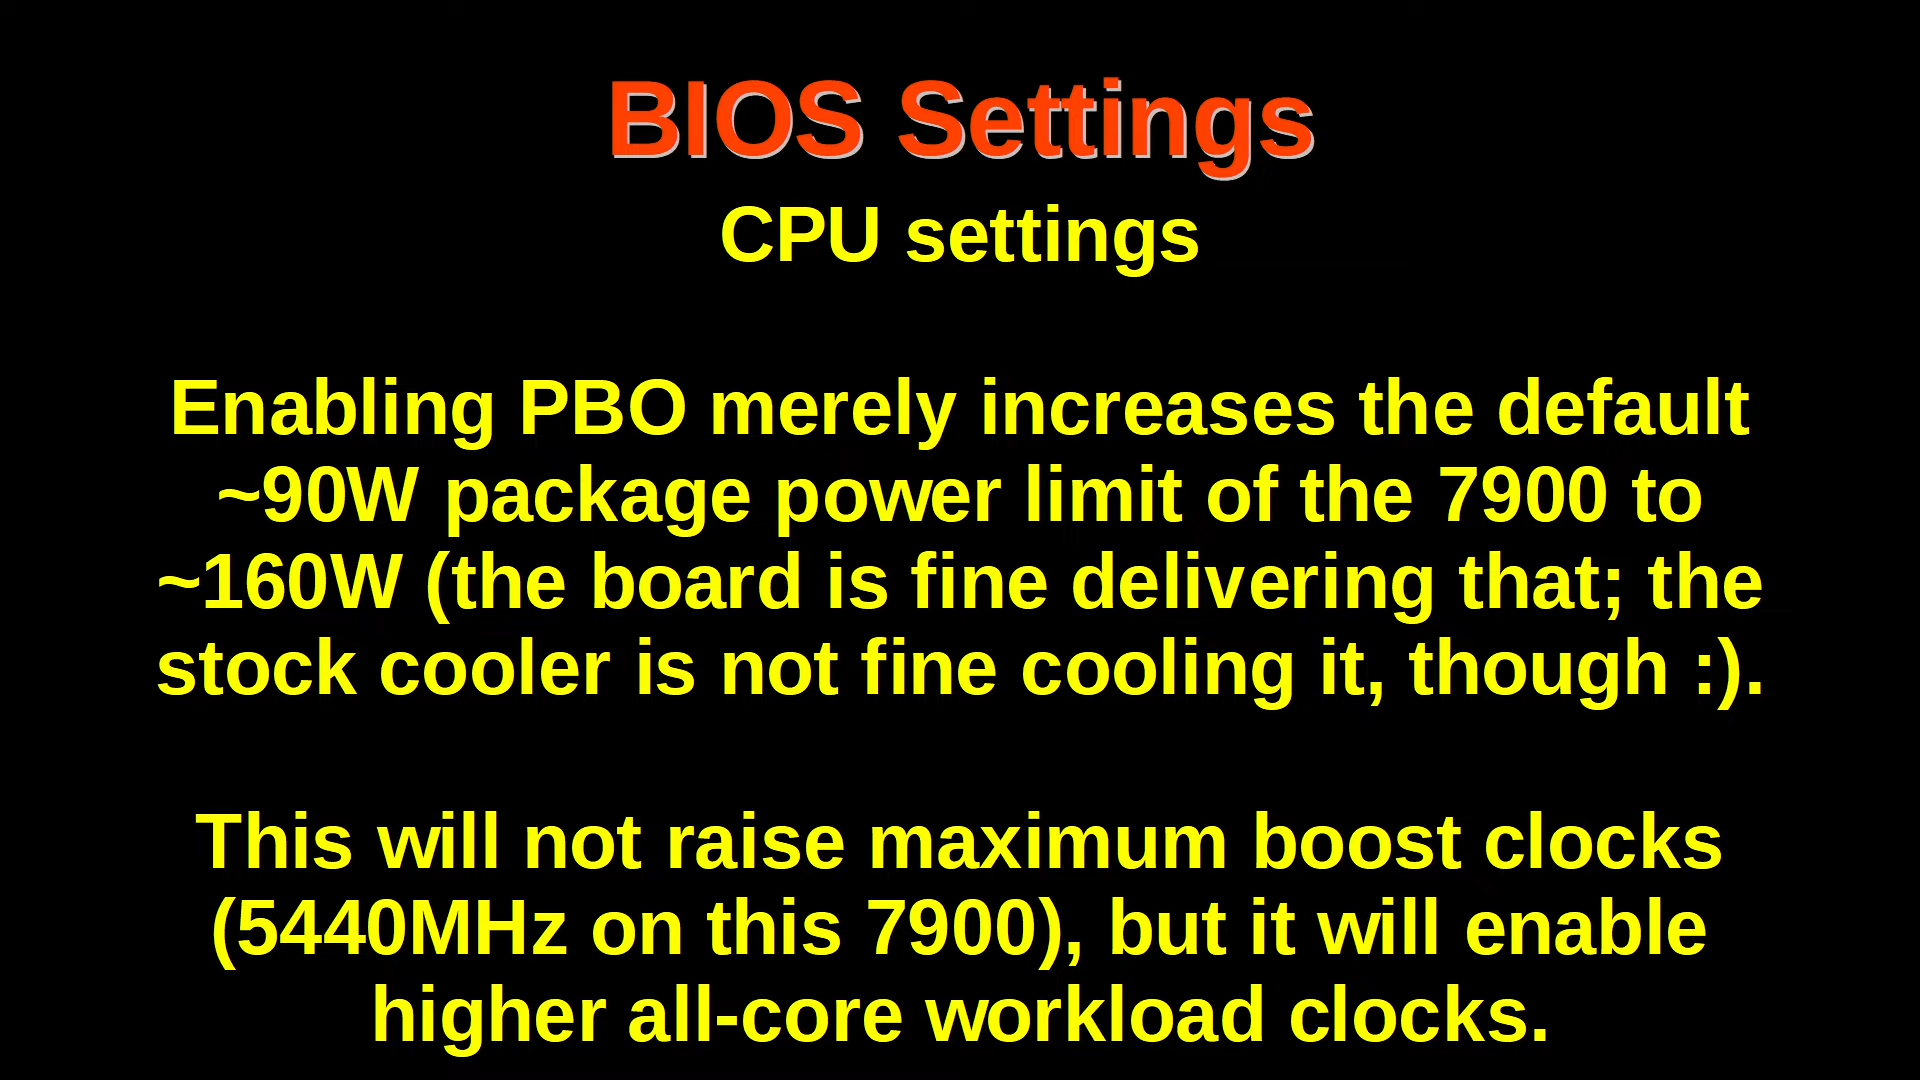 BIOS Settings
CPU settings
Enabling PBO merely increases the default
~90W package power limit of the 7900 to
~160W (the board is fine delivering that; the
stock cooler is not fine cooling it, though :).
This will not raise maximum boost clocks
(5440MHz on this 7900), but it will enable
higher all-core workload clocks.